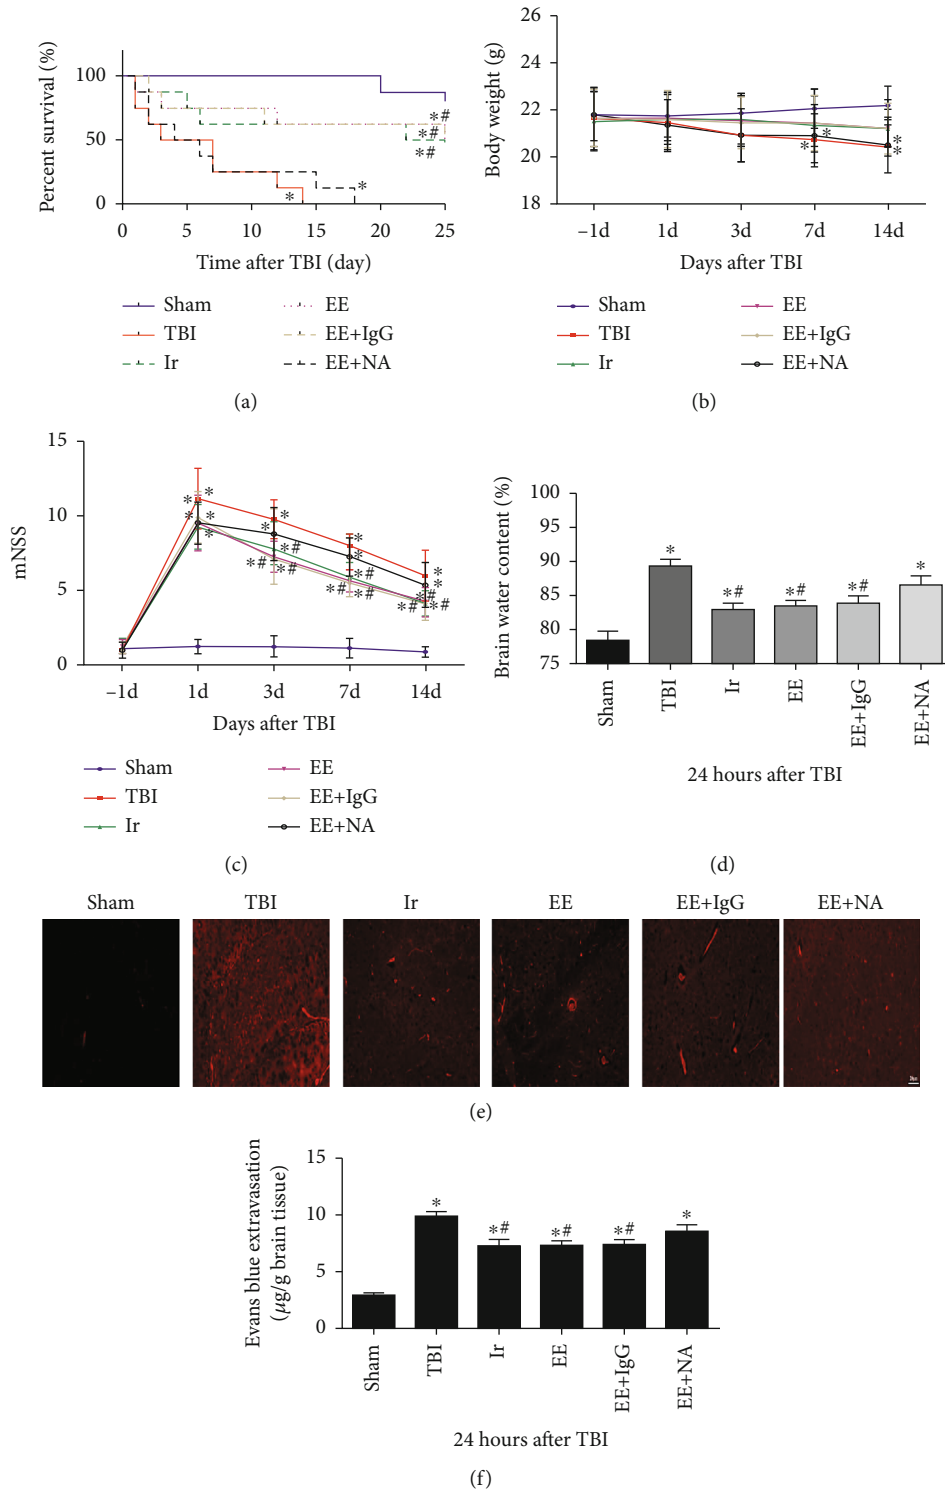 Percent survival (%)
100
50
0
0 5 10 15 20 25
*#
*#
*#
*
*
Time after TBI (day)
Sham
TBI
Ir
EE
EE+IgG
EE+NA
(a)
Body weight (g)
26
24
22
20
18
–1d 1d 3d 7d 14d
*
*
*
*
Days after TBI
Sham
TBI
Ir
EE
EE+IgG
EE+NA
(b)
mNSS
15
10
5
0
–1d 1d 3d 7d 14d
* *
* *
*
*
*
*#
*# *#
*
*
*#
*# *#
*
*
*#
*# *#
Days after TBI
Sham
TBI
Ir
EE
EE+IgG
EE+NA
(c)
Brain water content (%)
100
95
90
85
80
75
* *# *# *# *
Sham TBI Ir EE EE+IgG EE+NA
24 hours after TBI
(d)
Sham TBI Ir EE EE+IgG EE+NA
(e)
Evans blue extravasation
(μg/g brain tissue)
15
10
5
0
* *# *# *# *
Sham TBI Ir EE EE+IgG EE+NA
24 hours after TBI
(f)